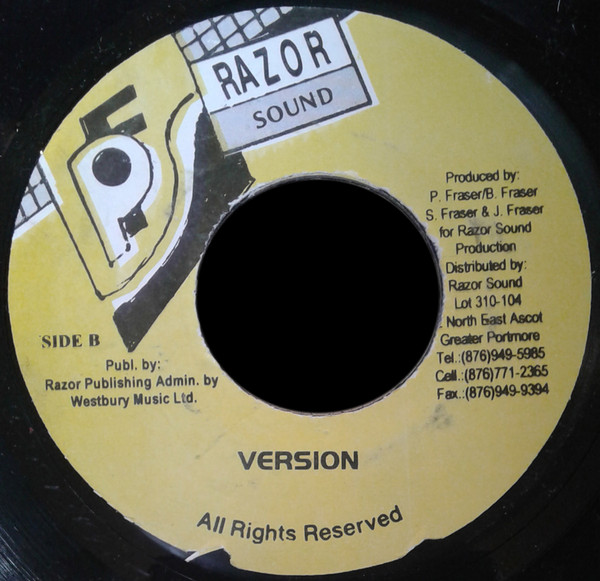 RAZOR
SOUND
Produced by:
P. Fraser/B. Fraser
S. Fraser & J. Fraser
for Razor Sound
Production
Distributed by:
Razor Sound
Lot 310-104
. North East Ascot
Greater Portmore
Tel.:(876)949-5985
Cell.:(876)771-2365
Fax.:(876)949-9394
SIDE B
Publ. by:
Razor Publishing Admin. by
Westbury Music Ltd.
VERSION
All Rights Reserved